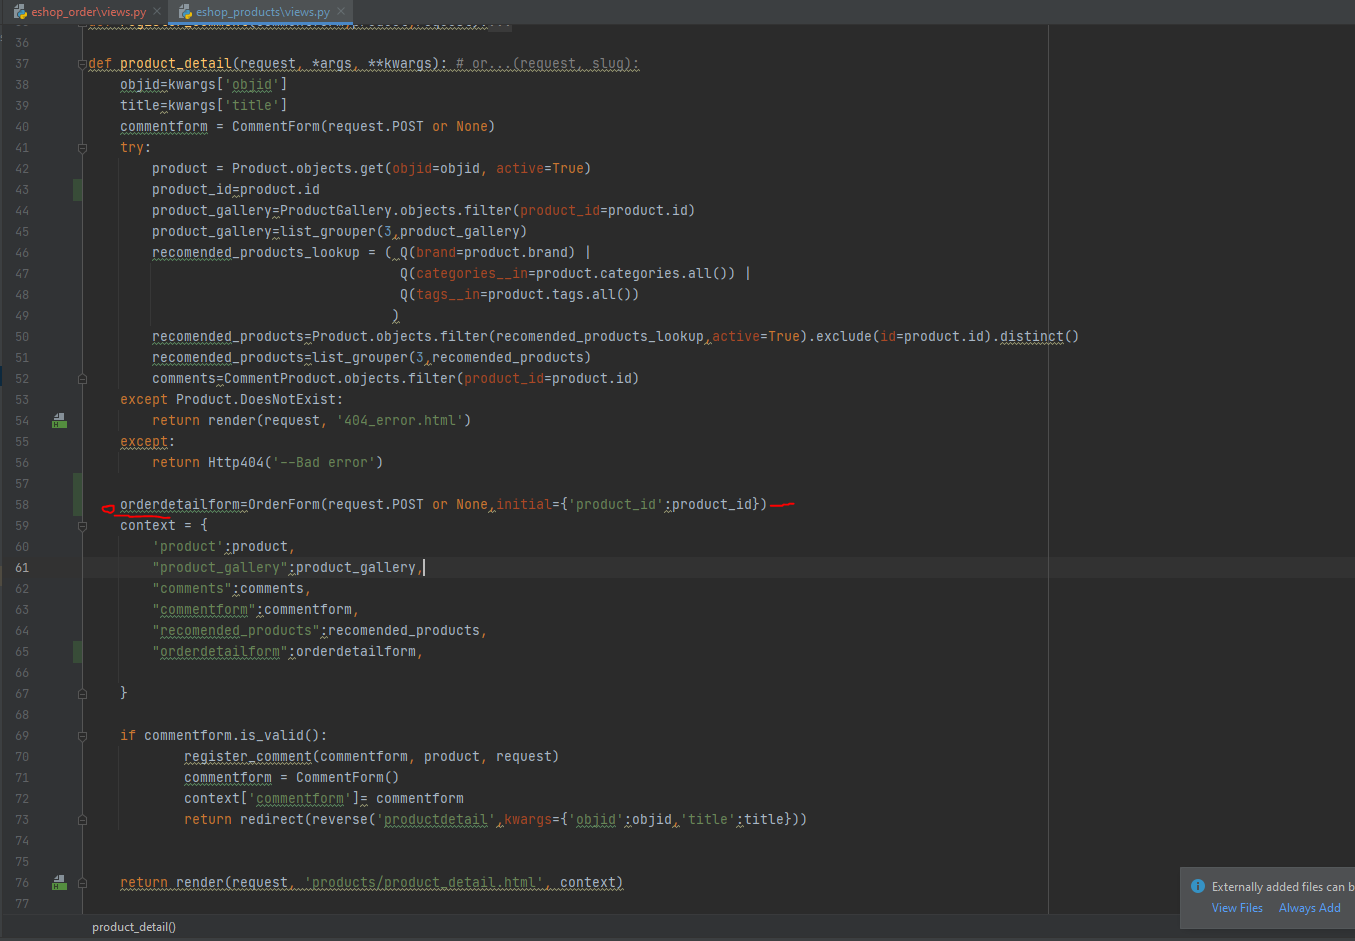 eshop_order\views.py
eshop_products\views.py
36
37 def product_detail(request, *args, **kwargs): # or...(request, slug):
38 objid=kwargs['objid']
39 title=kwargs['title']
40 commentform = CommentForm(request.POST or None)
41 try:
42 product = Product.objects.get(objid=objid, active=True)
43 product_id=product.id
44 product_gallery=ProductGallery.objects.filter(product_id=product.id)
45 product_gallery=list_grouper(3,product_gallery)
46 recomended_products_lookup = ( Q(brand=product.brand) |
47 Q(categories__in=product.categories.all()) |
48 Q(tags__in=product.tags.all())
49 )
50 recomended_products=Product.objects.filter(recomended_products_lookup,active=True).exclude(id=product.id).distinct()
51 recomended_products=list_grouper(3,recomended_products)
52 comments=CommentProduct.objects.filter(product_id=product.id)
53 except Product.DoesNotExist:
54 return render(request, '404_error.html')
55 except:
56 return Http404('--Bad error')
57
58 orderdetailform=OrderForm(request.POST or None,initial={'product_id':product_id})
59 context = {
60 'product':product,
61 "product_gallery":product_gallery,
62 "comments":comments,
63 "commentform":commentform,
64 "recomended_products":recomended_products,
65 "orderdetailform":orderdetailform,
66
67 }
68
69 if commentform.is_valid():
70 register_comment(commentform, product, request)
71 commentform = CommentForm()
72 context['commentform']= commentform
73 return redirect(reverse('productdetail',kwargs={'objid':objid,'title':title}))
74
75
76 return render(request, 'products/product_detail.html', context)
77
Externally added files can b
View Files Always Add
product_detail()